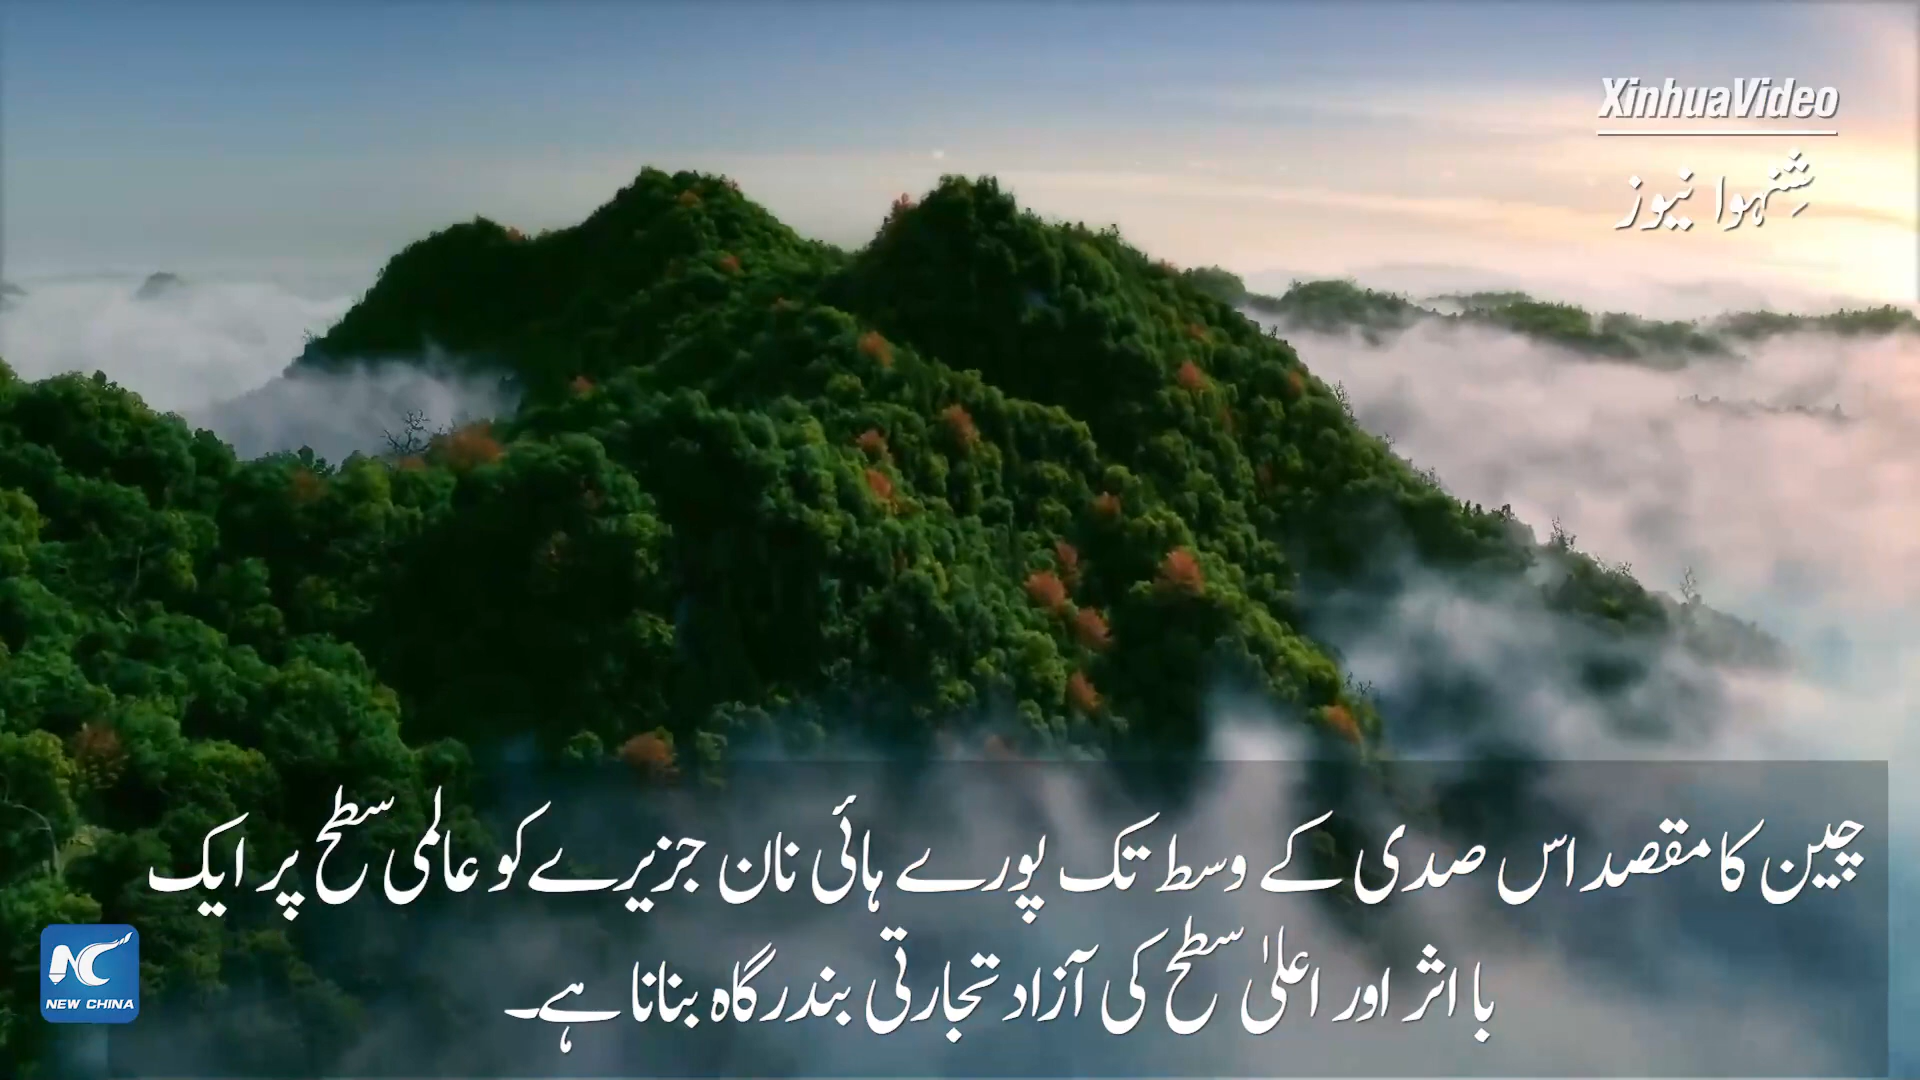 XinhuaVideo
شِنہوا نیوز
چین کا مقصد اس صدی کے وسط تک پورے ہائی نان جزیرے کو عالمی سطح پر ایک
با اثر اور اعلیٰ سطح کی آزاد تجارتی بندرگاہ بنانا ہے۔
NEW CHINA